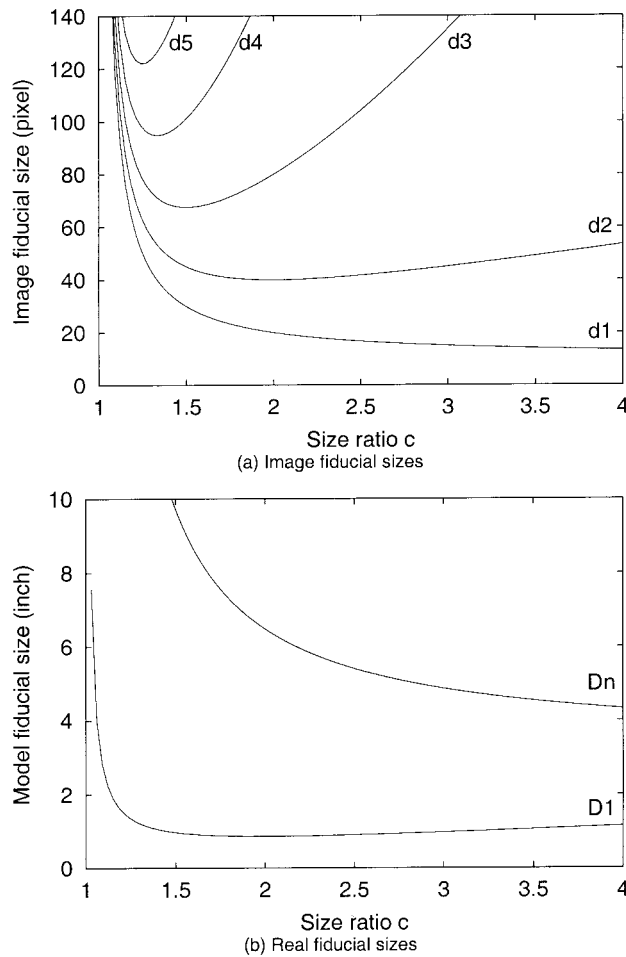 140
120
100
80
60
40
20
0
Image fiducial size (pixel)
d5
d4
d3
d2
d1
1
1.5
2
2.5
3
3.5
4
Size ratio c
(a) Image fiducial sizes
10
8
6
4
2
0
Model fiducial size (inch)
Dn
D1
1
1.5
2
2.5
3
3.5
4
Size ratio c
(b) Real fiducial sizes